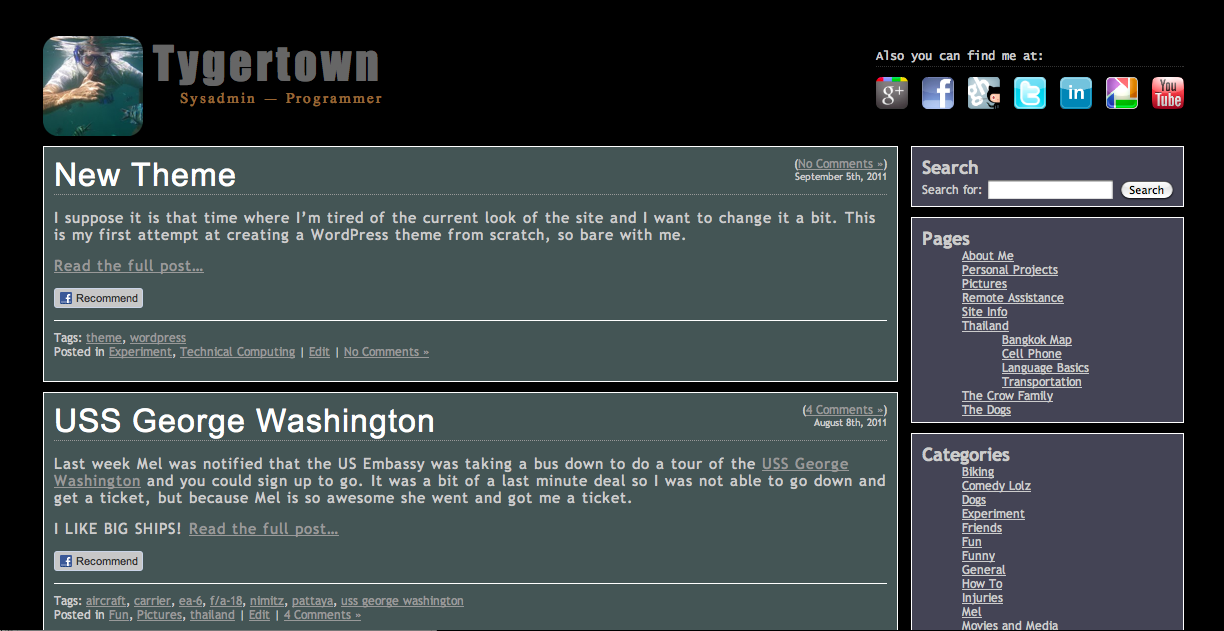 Tygertown
Sysadmin — Programmer
Also you can find me at:
g+ f in You Tube
New Theme
(No Comments »)
September 5th, 2011
I suppose it is that time where I'm tired of the current look of the site and I want to change it a bit. This
is my first attempt at creating a WordPress theme from scratch, so bare with me.
Read the full post…
f Recommend
Tags: theme, wordpress
Posted in Experiment, Technical Computing | Edit | No Comments »
USS George Washington
(4 Comments »)
August 8th, 2011
Last week Mel was notified that the US Embassy was taking a bus down to do a tour of the USS George
Washington and you could sign up to go. It was a bit of a last minute deal so I was not able to go down and
get a ticket, but because Mel is so awesome she went and got me a ticket.
I LIKE BIG SHIPS! Read the full post…
f Recommend
Tags: aircraft, carrier, ea-6, f/a-18, nimitz, pattaya, uss george washington
Posted in Fun, Pictures, thailand | Edit | 4 Comments »
Search
Search for: Search
Pages
About Me
Personal Projects
Pictures
Remote Assistance
Site Info
Thailand
Bangkok Map
Cell Phone
Language Basics
Transportation
The Crow Family
The Dogs
Categories
Biking
Comedy Lolz
Dogs
Experiment
Friends
Fun
Funny
General
How To
Injuries
Mel
Movies and Media